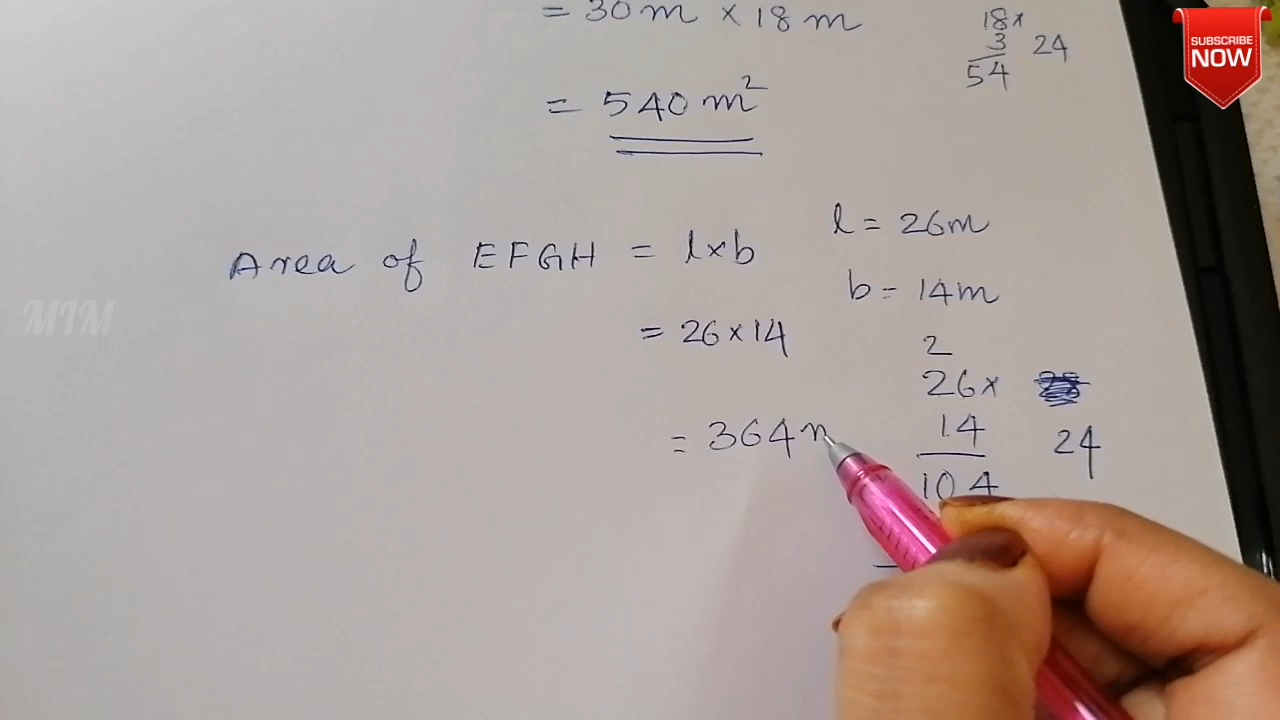 = 30 m × 18 m
18 ×
3 24
54
SUBSCRIBE
NOW
= 540 m²
Area of EFGH = l × b
l = 26m
b = 14m
MIM
= 26 × 14
2
26 ×
14
104
24
= 364 m